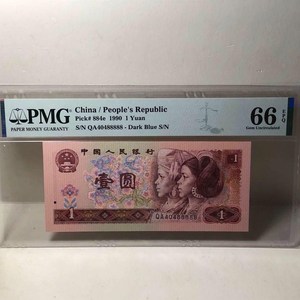 PMG
PAPER MONEY GUARANTY
China / People's Republic
Pick# 884e 1990 1 Yuan
S/N QA40488888 - Dark Blue S/N
66 EPQ
Gem Uncirculated
中国人民银行
壹圆
1
1
QA40488888